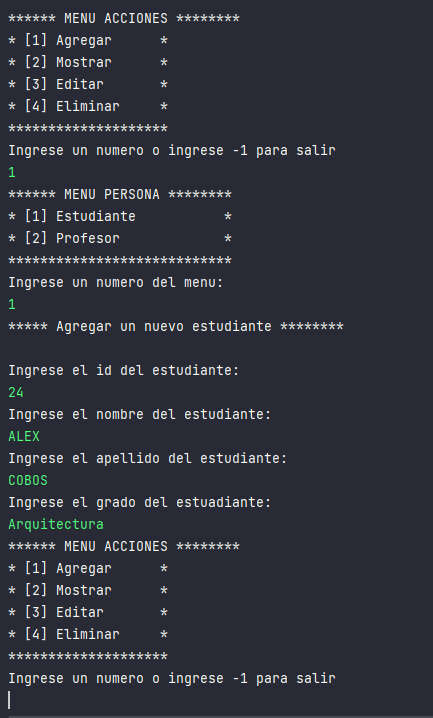 ****** MENU ACCIONES ********
* [1] Agregar      *
* [2] Mostrar      *
* [3] Editar       *
* [4] Eliminar     *
********************
Ingrese un numero o ingrese -1 para salir
1
****** MENU PERSONA ********
* [1] Estudiante           *
* [2] Profesor             *
****************************
Ingrese un numero del menu:
1
***** Agregar un nuevo estudiante ********

Ingrese el id del estudiante:
24
Ingrese el nombre del estudiante:
ALEX
Ingrese el apellido del estudiante:
COBOS
Ingrese el grado del estuadiante:
Arquitectura
****** MENU ACCIONES ********
* [1] Agregar      *
* [2] Mostrar      *
* [3] Editar       *
* [4] Eliminar     *
********************
Ingrese un numero o ingrese -1 para salir